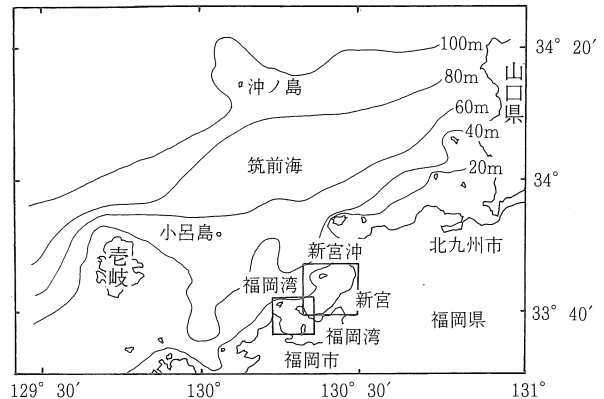 100m
34° 20'
80m
山口県
沖ノ島
60m
40m
筑前海
20m
34°
小呂島
北九州市
新宮沖
壱岐
福岡湾
新宮
33° 40'
福岡県
福岡湾
福岡市
129° 30'
130°
130° 30'
131°